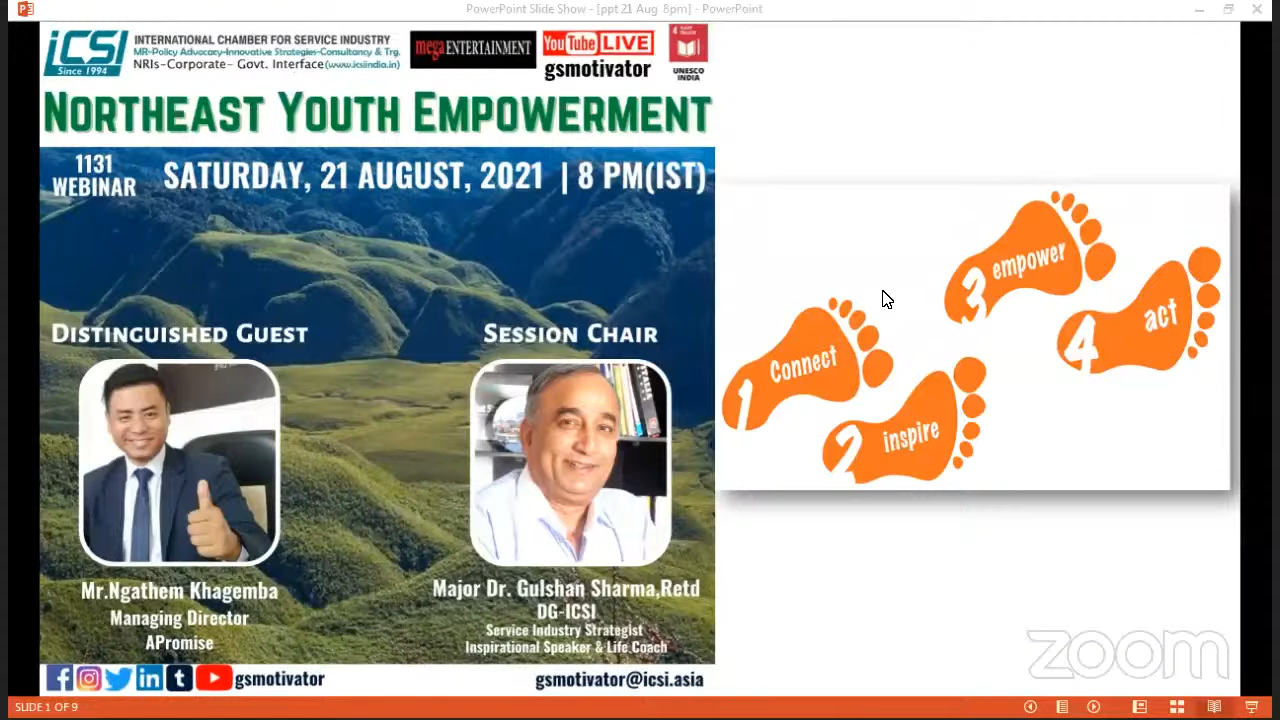 PowerPoint Slide Show - [ppt 21 Aug 8pm] - PowerPoint
iCSI
Since 1994
INTERNATIONAL CHAMBER FOR SERVICE INDUSTRY
MR-Policy Advocacy-Innovative Strategies-Consultancy & Trg.
NRIs-Corporate- Govt. Interface(www.icsiindia.in)
mega ENTERTAINMENT
YouTube LIVE
gsmotivator
4
UNESCO
INDIA
NORTHEAST YOUTH EMPOWERMENT
1131
WEBINAR
SATURDAY, 21 AUGUST, 2021 | 8 PM(IST)
DISTINGUISHED GUEST
SESSION CHAIR
Mr.Ngathem Khagemba
Managing Director
APromise
Major Dr. Gulshan Sharma,Retd
DG-ICSI
Service Industry Strategist
Inspirational Speaker & Life Coach
gsmotivator
gsmotivator@icsi.asia
1 Connect
2 inspire
3 empower
4 act
zoom
SLIDE 1 OF 9